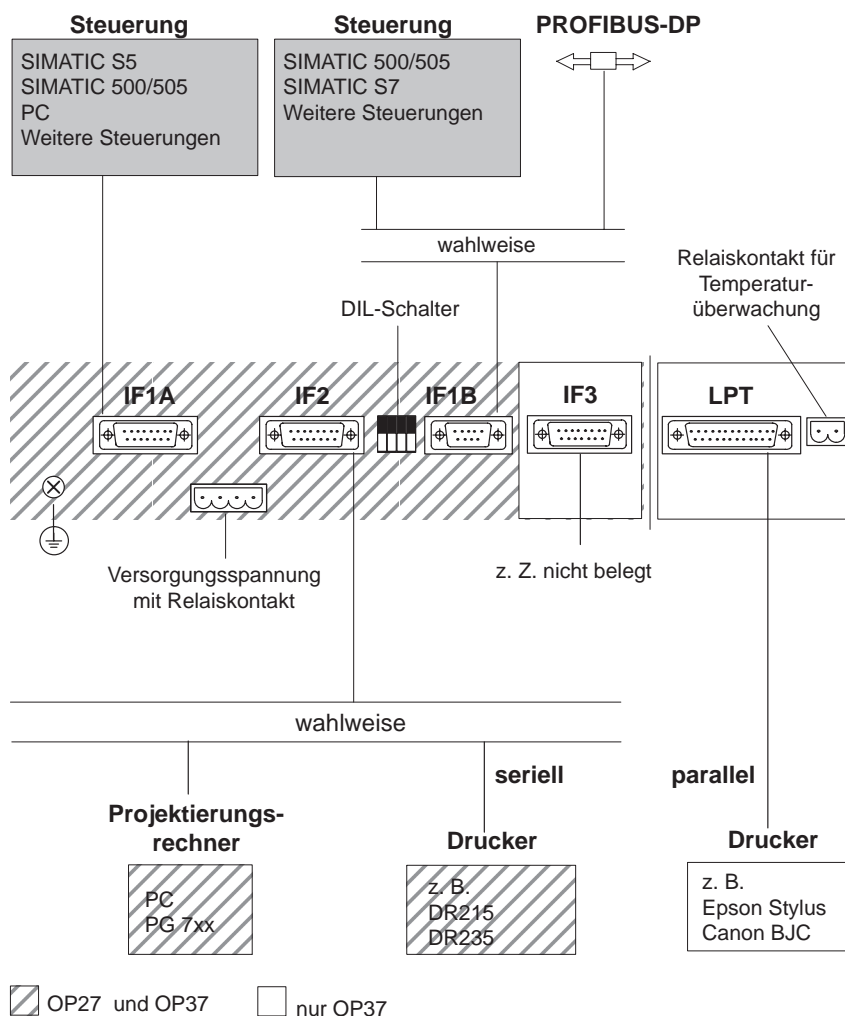 Steuerung
SIMATIC S5
SIMATIC 500/505
PC
Weitere Steuerungen
Steuerung
SIMATIC 500/505
SIMATIC S7
Weitere Steuerungen
PROFIBUS-DP
wahlweise
Relaiskontakt für
Temperatur-
überwachung
DIL-Schalter
IF1A
IF2
IF1B
IF3
LPT
Versorgungsspannung
mit Relaiskontakt
z. Z. nicht belegt
wahlweise
seriell
parallel
Projektierungs-
rechner
PC
PG 7xx
Drucker
z. B.
DR215
DR235
Drucker
z. B.
Epson Stylus
Canon BJC
OP27 und OP37
nur OP37